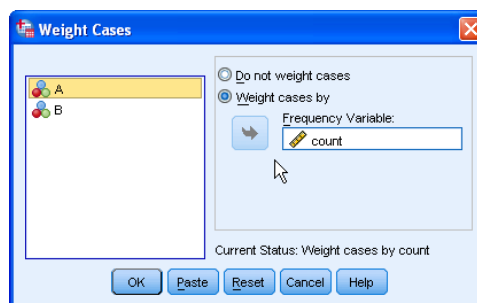 Weight Cases
A
B
Do not weight cases
Weight cases by
Frequency Variable:
count
Current Status: Weight cases by count
OK
Paste
Reset
Cancel
Help